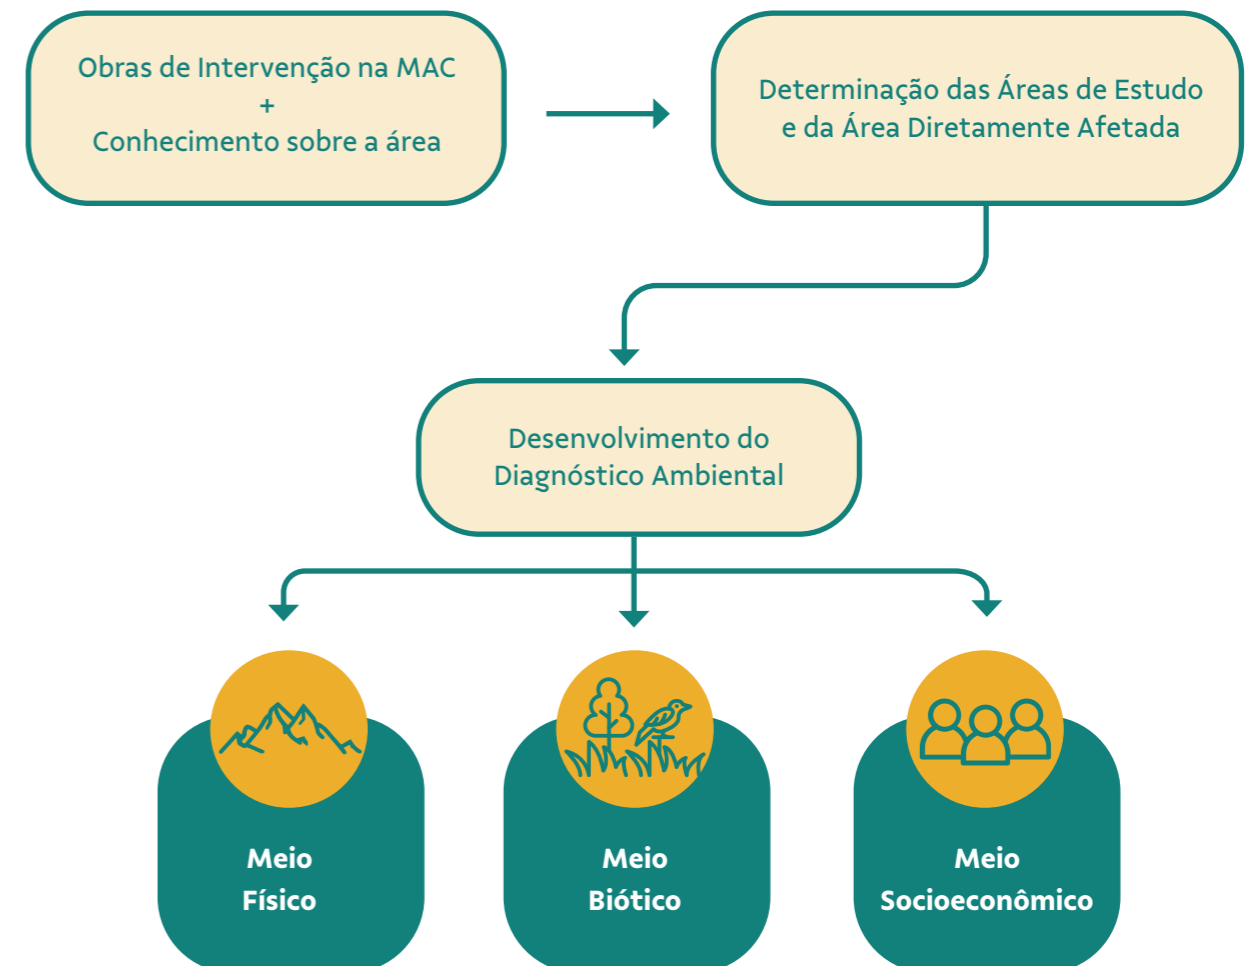 Obras de Intervenção na MAC
+
Conhecimento sobre a área
Determinação das Áreas de Estudo
e da Área Diretamente Afetada
Desenvolvimento do
Diagnóstico Ambiental
Meio
Físico
Meio
Biótico
Meio
Socioeconômico